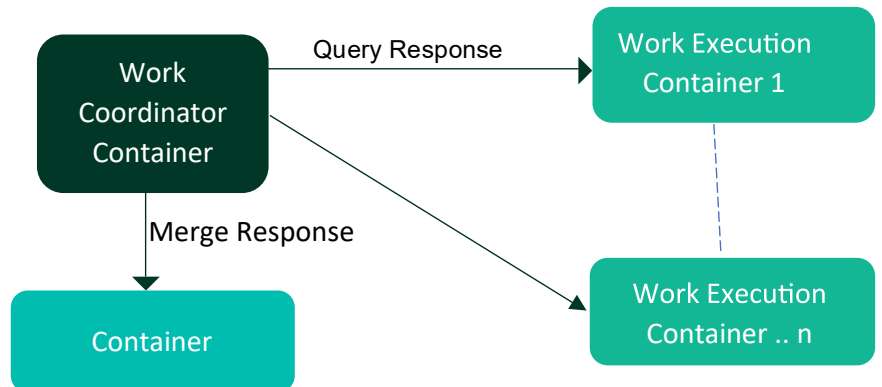 Work
Coordinator
Container
Query Response
Work Execution
Container 1
Merge Response
Container
Work Execution
Container .. n